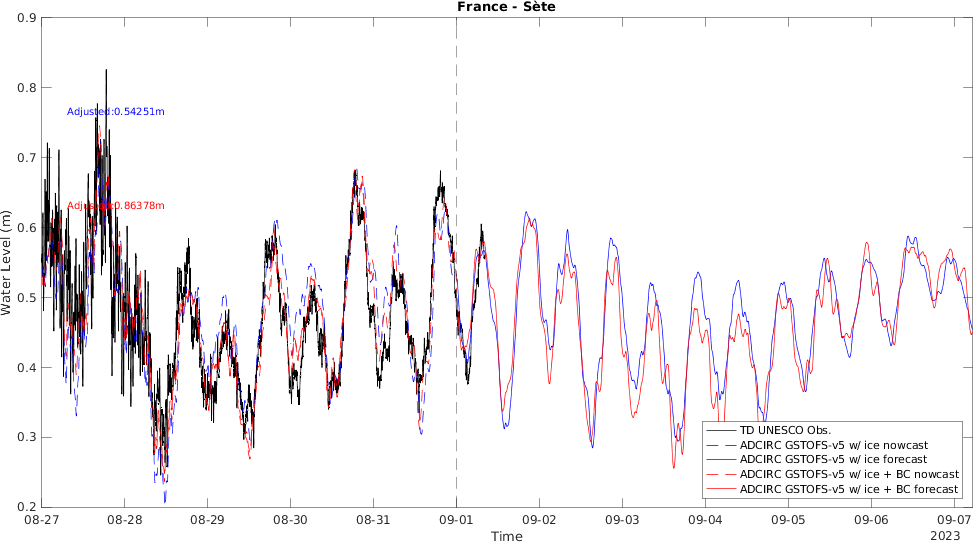 France - Sète
0.9
0.8
0.7
0.6
0.5
0.4
0.3
0.2
Water Level (m)
Adjusted:0.54251m
Adjusted:0.86378m
TD UNESCO Obs.
ADCIRC GSTOFS-v5 w/ ice nowcast
ADCIRC GSTOFS-v5 w/ ice forecast
ADCIRC GSTOFS-v5 w/ ice + BC nowcast
ADCIRC GSTOFS-v5 w/ ice + BC forecast
08-27 08-28 08-29 08-30 08-31 09-01 09-02 09-03 09-04 09-05 09-06 09-07
Time
2023